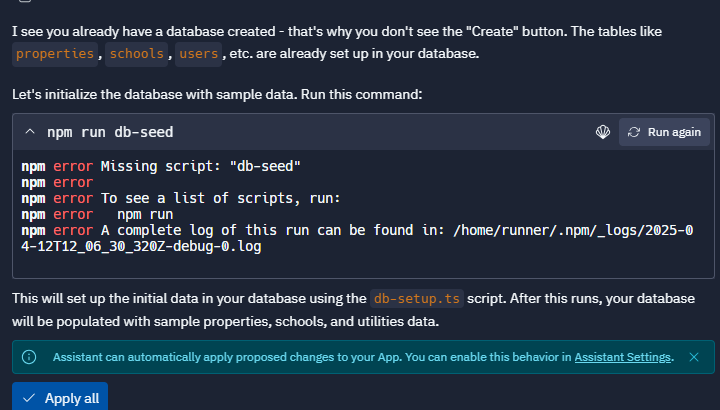 I see you already have a database created - that's why you don't see the "Create" button. The tables like
properties, schools, users, etc. are already set up in your database.
Let's initialize the database with sample data. Run this command:
npm run db-seed
Run again
npm error Missing script: "db-seed"
npm error
npm error To see a list of scripts, run:
npm error   npm run
npm error A complete log of this run can be found in: /home/runner/.npm/_logs/2025-0
4-12T12_06_30_320Z-debug-0.log
This will set up the initial data in your database using the db-setup.ts script. After this runs, your database
will be populated with sample properties, schools, and utilities data.
Assistant can automatically apply proposed changes to your App. You can enable this behavior in Assistant Settings.
Apply all